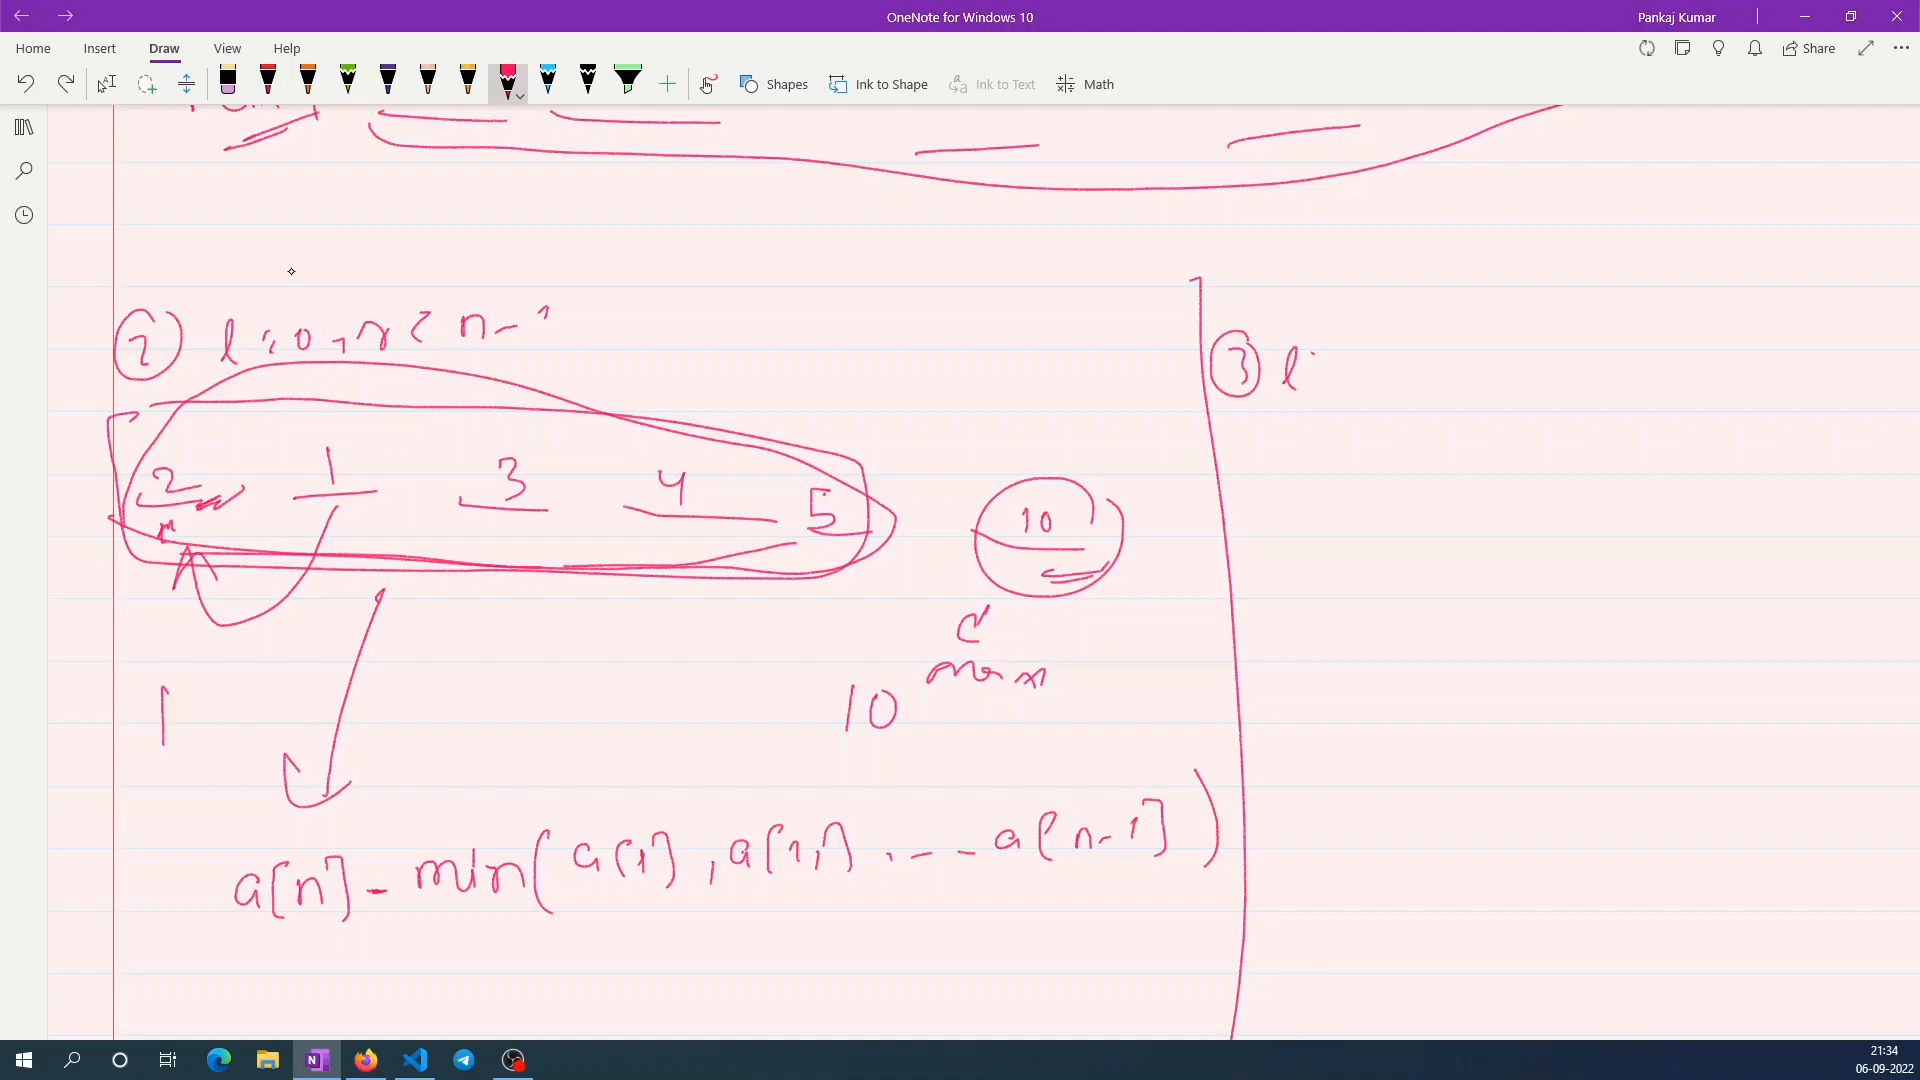 OneNote for Windows 10
Pankaj Kumar
Home Insert Draw View Help
Share
Shapes Ink to Shape Ink to Text Math
2 l = 0, r < n-1
3 l
2 1 3 4 5 10
max
1 10
a[n] - min(a[1], a[1,] . - - - a[n-1])
21:34
06-09-2022